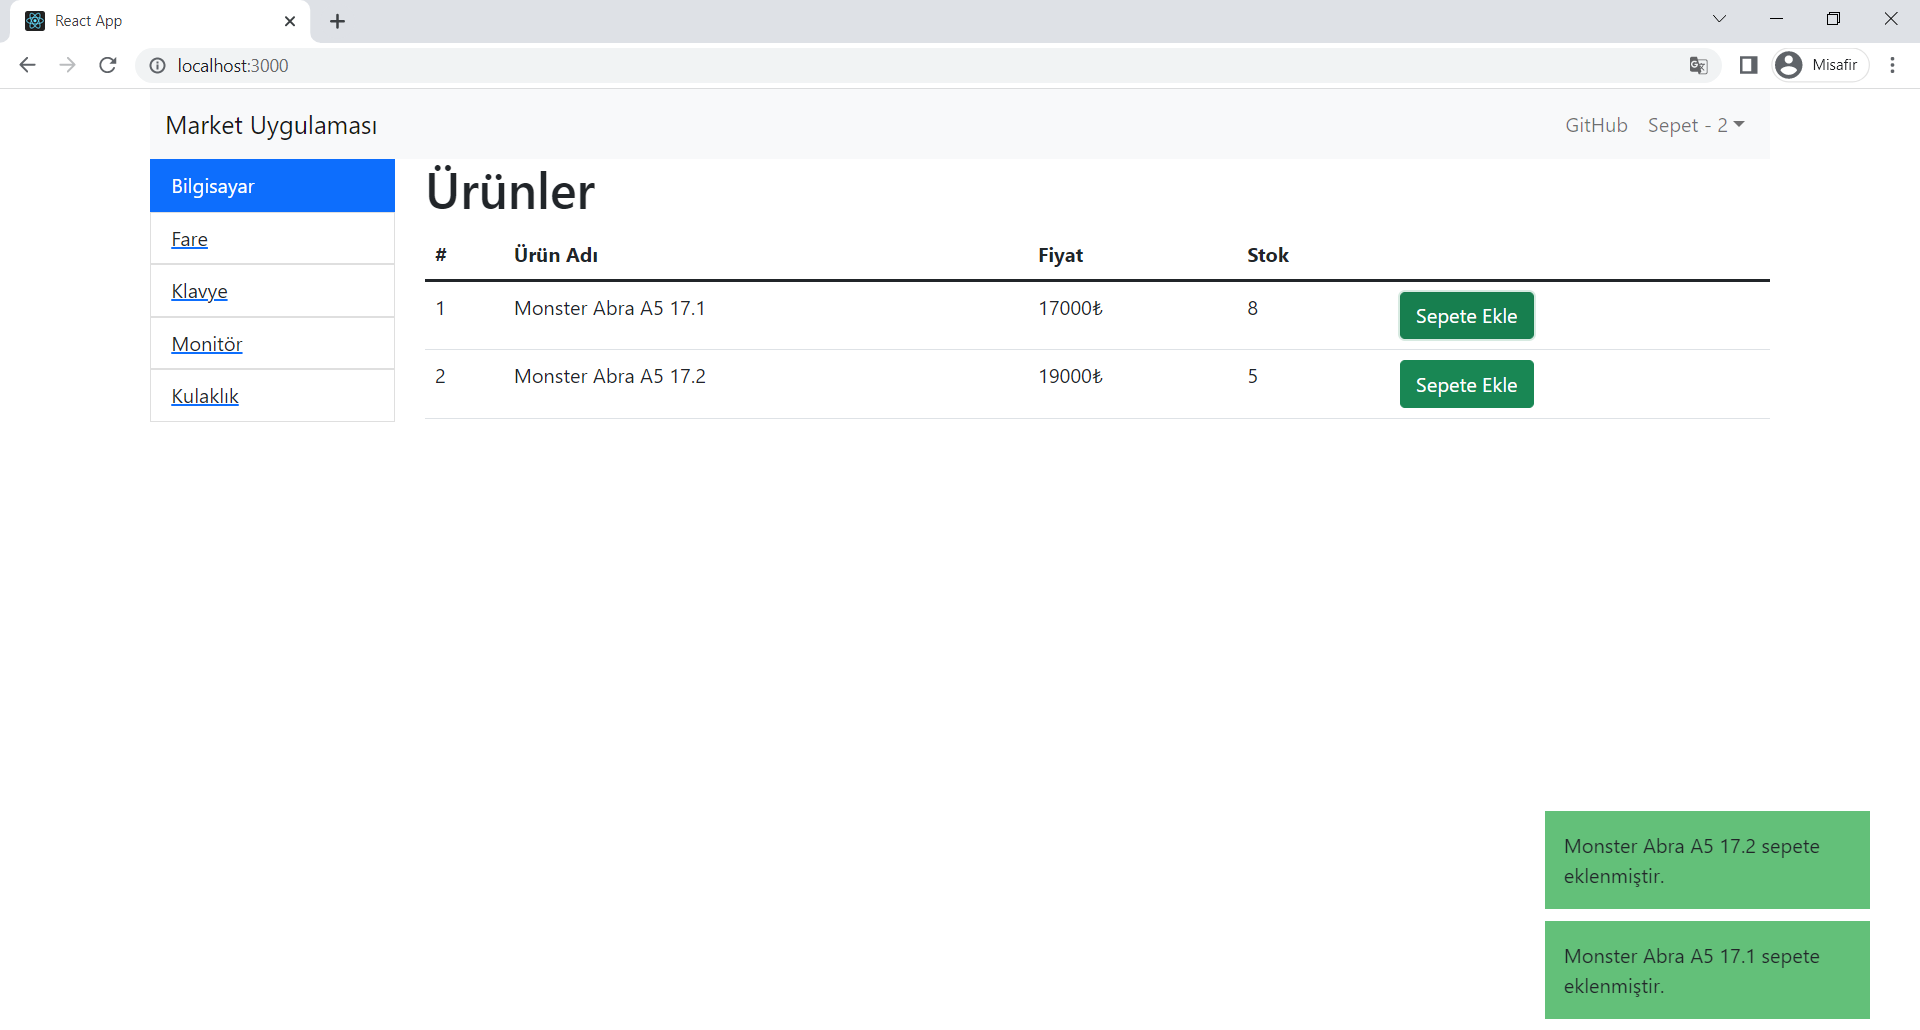 React App
localhost:3000
Misafir
Market Uygulaması
GitHub
Sepet - 2
Bilgisayar
Fare
Klavye
Monitör
Kulaklık
Ürünler
# Ürün Adı Fiyat Stok
1 Monster Abra A5 17.1 17000₺ 8 Sepete Ekle
2 Monster Abra A5 17.2 19000₺ 5 Sepete Ekle
Monster Abra A5 17.2 sepete
eklenmiştir.
Monster Abra A5 17.1 sepete
eklenmiştir.